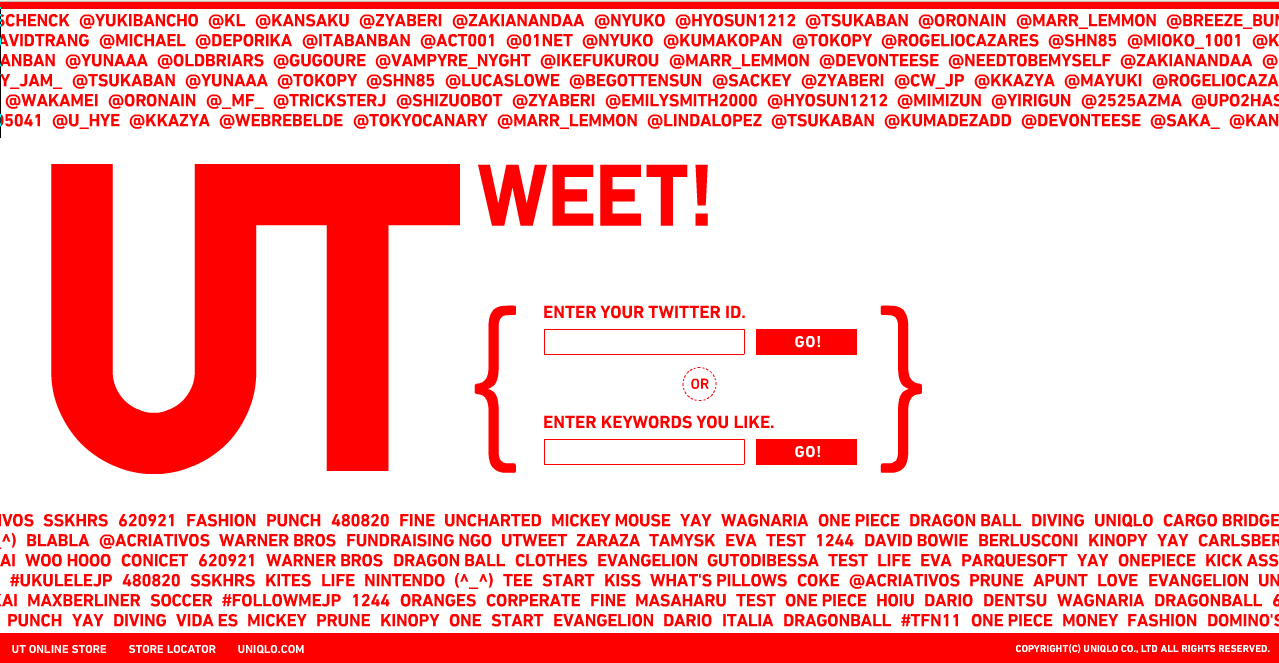 SCHENCK @YUKIBANCHO @KL @KANSAKU @ZYABERI @ZAKIANANDAA @NYUKO @HYOSUN1212 @TSUKABAN @ORONAIN @MARR_LEMMON @BREEZE_BUN
AVIDTRANG @MICHAEL @DEPORIKA @ITABANBAN @ACT001 @01NET @NYUKO @KUMAKOPAN @TOKOPY @ROGELIOCAZARES @SHN85 @MIOKO_1001 @K
ANBAN @YUNAAA @OLDBRIARS @GUGOURE @VAMPYRE_NYGHT @IKEFUKUROU @MARR_LEMMON @DEVONTEESE @NEEDTOBEMYSELF @ZAKIANANDAA @
Y_JAM_ @TSUKABAN @YUNAAA @TOKOPY @SHN85 @LUCASLOWE @BEGOTTENSUN @SACKEY @ZYABERI @CW_JP @KKAZYA @MAYUKI @ROGELIOCAZA
@WAKAMEI @ORONAIN @_MF_ @TRICKSTERJ @SHIZUOBOT @ZYABERI @EMILYSMITH2000 @HYOSUN1212 @MIMIZUN @YIRIGUN @2525AZMA @UPO2HAS
05041 @U_HYE @KKAZYA @WEBREBELDE @TOKYOCANARY @MARR_LEMMON @LINDALOPEZ @TSUKABAN @KUMADEZADD @DEVONTEESE @SAKA_ @KAN
UT WEET!
ENTER YOUR TWITTER ID.
GO!
OR
ENTER KEYWORDS YOU LIKE.
GO!
IVOS SSKHRS 620921 FASHION PUNCH 480820 FINE UNCHARTED MICKEY MOUSE YAY WAGNARIA ONE PIECE DRAGON BALL DIVING UNIQLO CARGO BRIDGE
_^) BLABLA @ACRIATIVOS WARNER BROS FUNDRAISING NGO UTWEET ZARAZA TAMYSK EVA TEST 1244 DAVID BOWIE BERLUSCONI KINOPY YAY CARLSBER
AI WOO HOOO CONICET 620921 WARNER BROS DRAGON BALL CLOTHES EVANGELION GUTODIBESSA TEST LIFE EVA PARQUESOFT YAY ONEPIECE KICK ASS
#UKULELEJP 480820 SSKHRS KITES LIFE NINTENDO (^_^) TEE START KISS WHAT'S PILLOWS COKE @ACRIATIVOS PRUNE APUNT LOVE EVANGELION UN
KAI MAXBERLINER SOCCER #FOLLOWMEJP 1244 ORANGES CORPERATE FINE MASAHARU TEST ONE PIECE HOIU DARIO DENTSU WAGNARIA DRAGONBALL 6
PUNCH YAY DIVING VIDA ES MICKEY PRUNE KINOPY ONE START EVANGELION DARIO ITALIA DRAGONBALL #TFN11 ONE PIECE MONEY FASHION DOMINO'S
UT ONLINE STORE STORE LOCATOR UNIQLO.COM COPYRIGHT(C) UNIQLO CO., LTD ALL RIGHTS RESERVED.